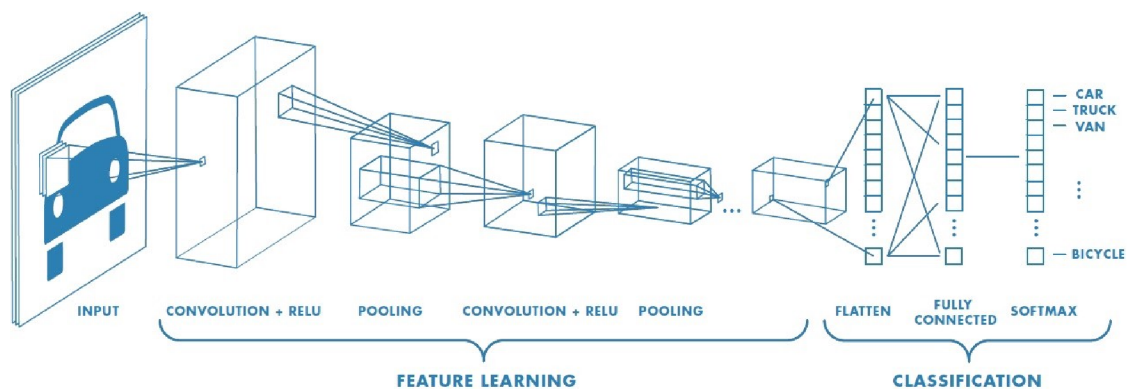 CAR
TRUCK
VAN
BICYCLE
INPUT
CONVOLUTION + RELU
POOLING
CONVOLUTION + RELU
POOLING
FLATTEN
FULLY
CONNECTED
SOFTMAX
FEATURE LEARNING
CLASSIFICATION